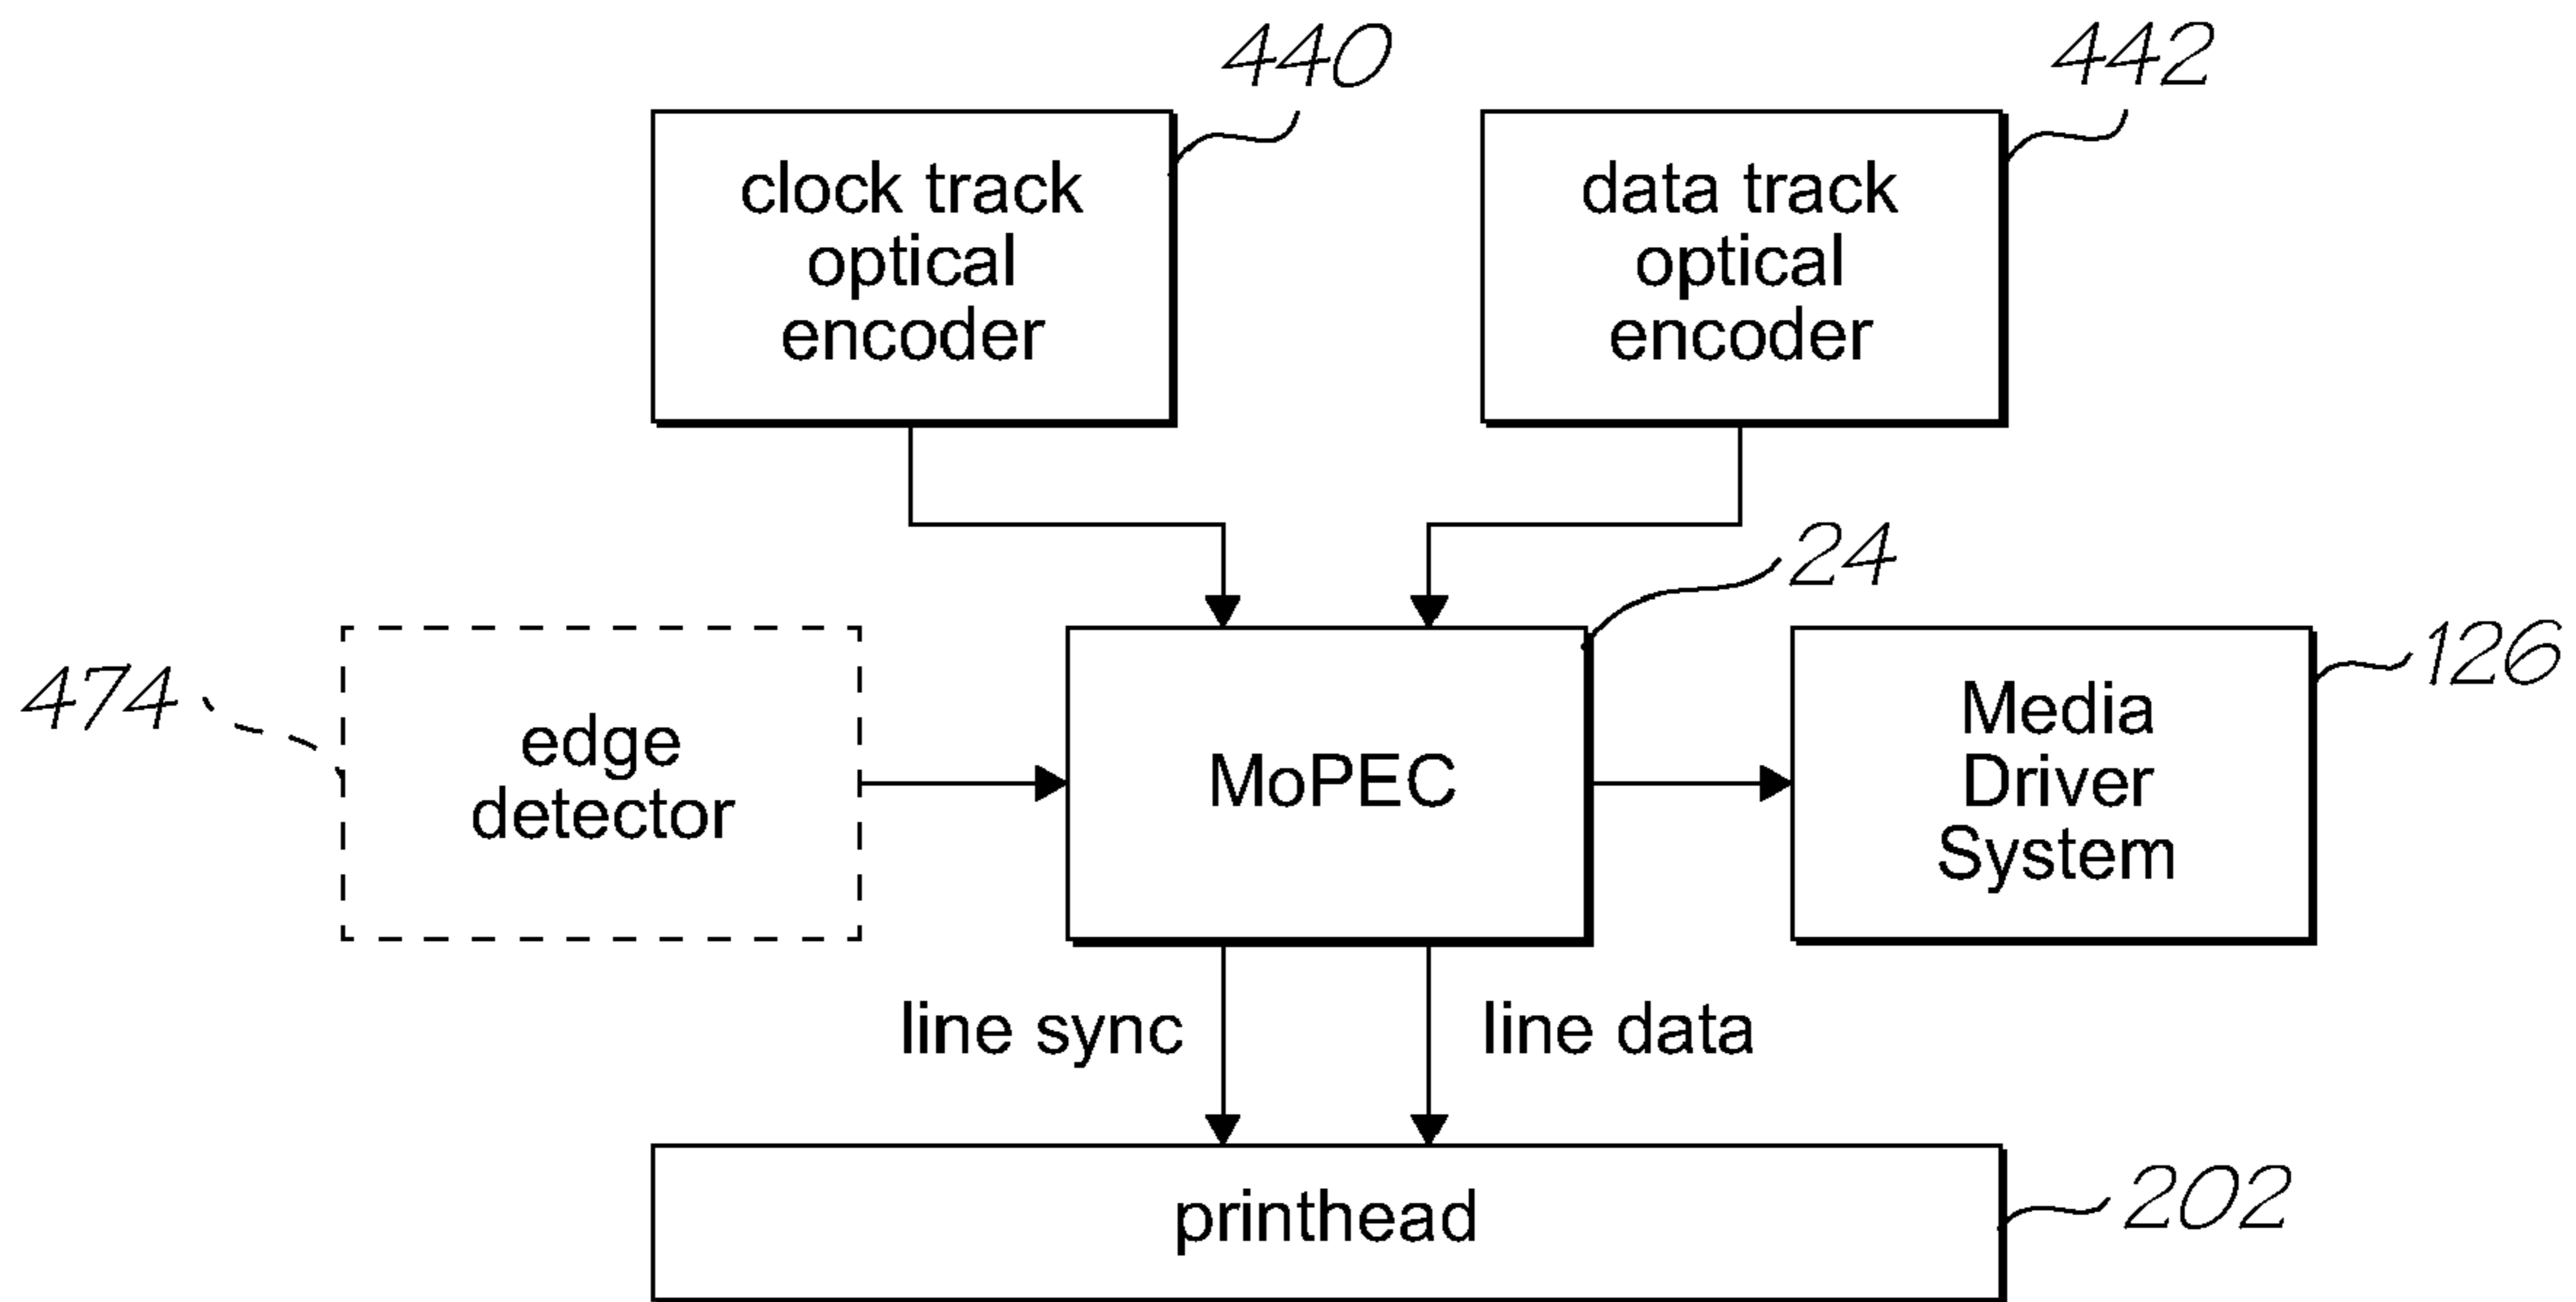 440
442
clock track
optical
encoder
data track
optical
encoder
24
474
edge
detector
MoPEC
Media
Driver
System
126
line sync
line data
printhead
202